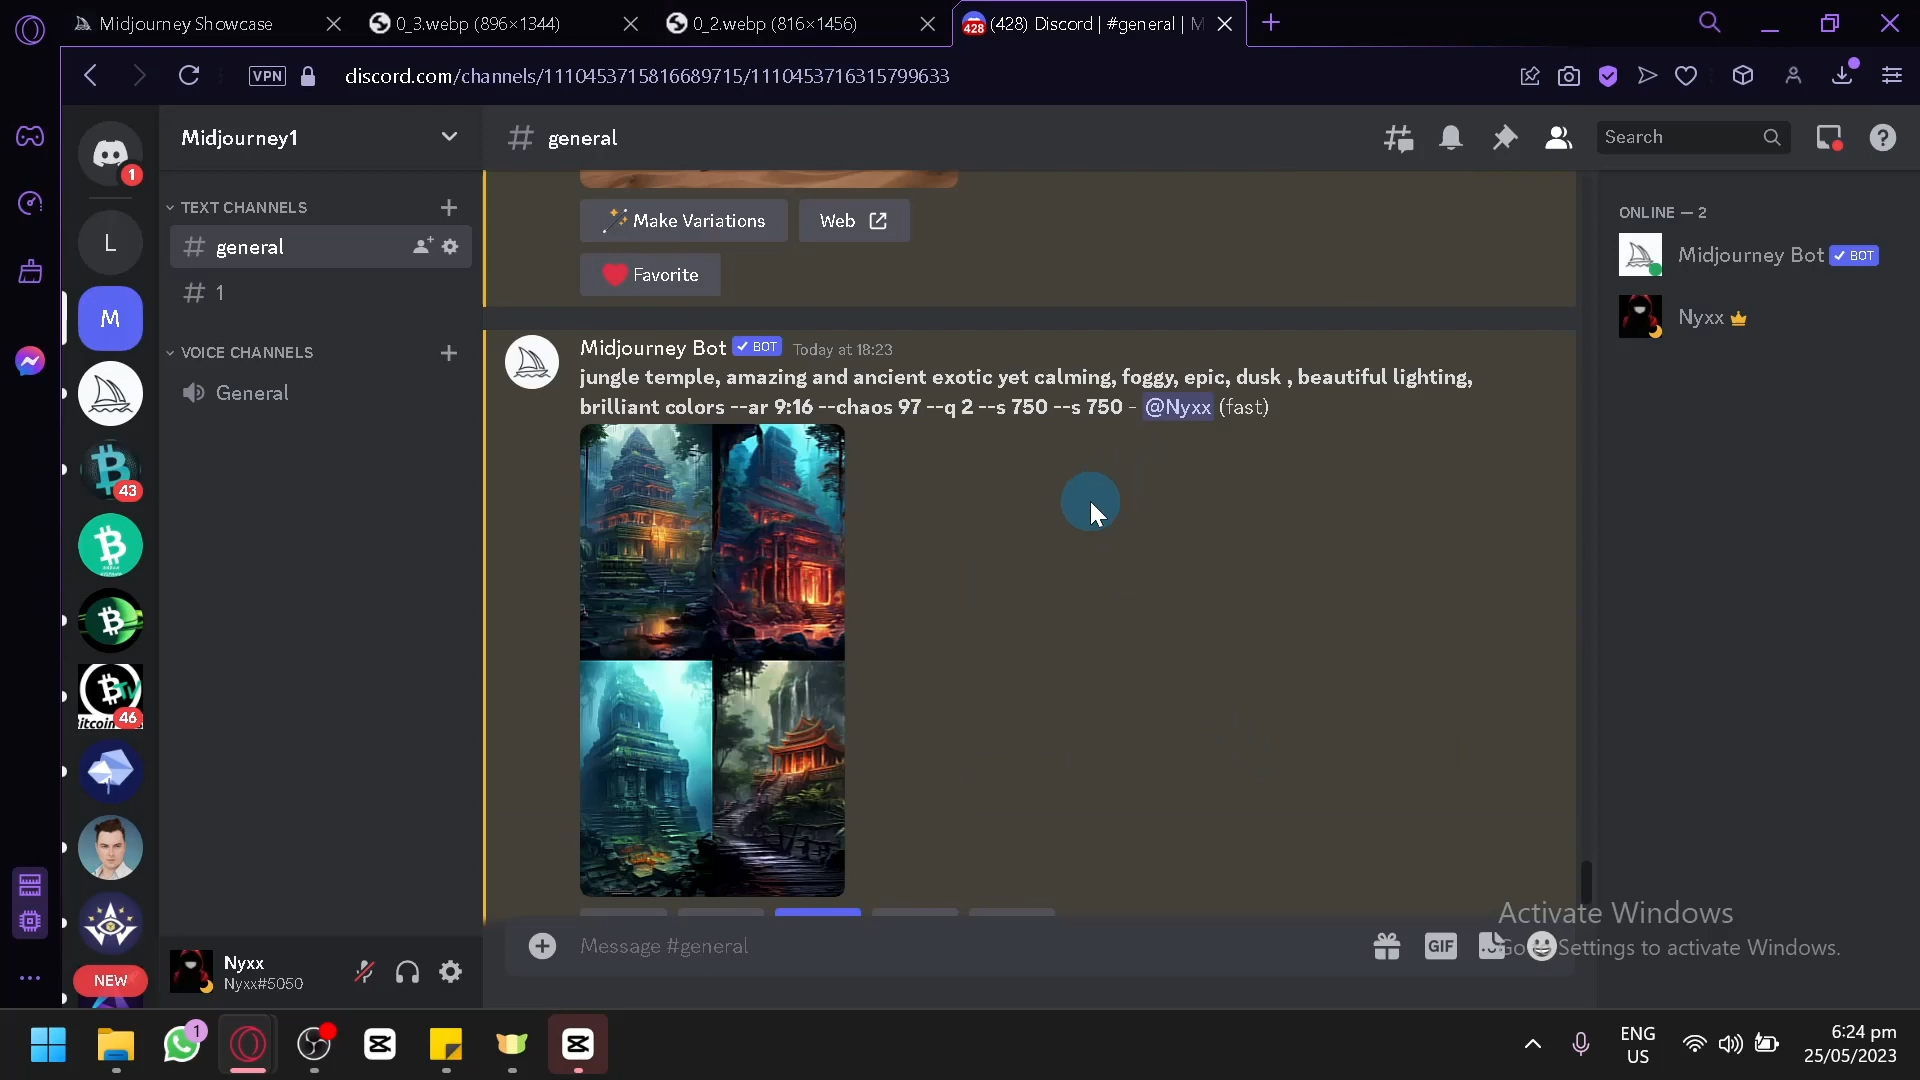 Midjourney Showcase
0_3.webp (896×1344)
0_2.webp (816×1456)
428
(428) Discord | #general | M
VPN
discord.com/channels/1110453715816689715/1110453716315799633
1
Midjourney1
# general
Search
TEXT CHANNELS
# general
# 1
VOICE CHANNELS
General
L
M
43
46
NEW
Make Variations
Web
Favorite
ONLINE — 2
Midjourney Bot BOT
Nyxx
Midjourney Bot BOT Today at 18:23
jungle temple, amazing and ancient exotic yet calming, foggy, epic, dusk , beautiful lighting,
brilliant colors --ar 9:16 --chaos 97 --q 2 --s 750 --s 750 - @Nyxx (fast)
Message #general
GIF
Activate Windows
Settings to activate Windows.
Nyxx
Nyxx#5050
1
ENG
US
6:24 pm
25/05/2023